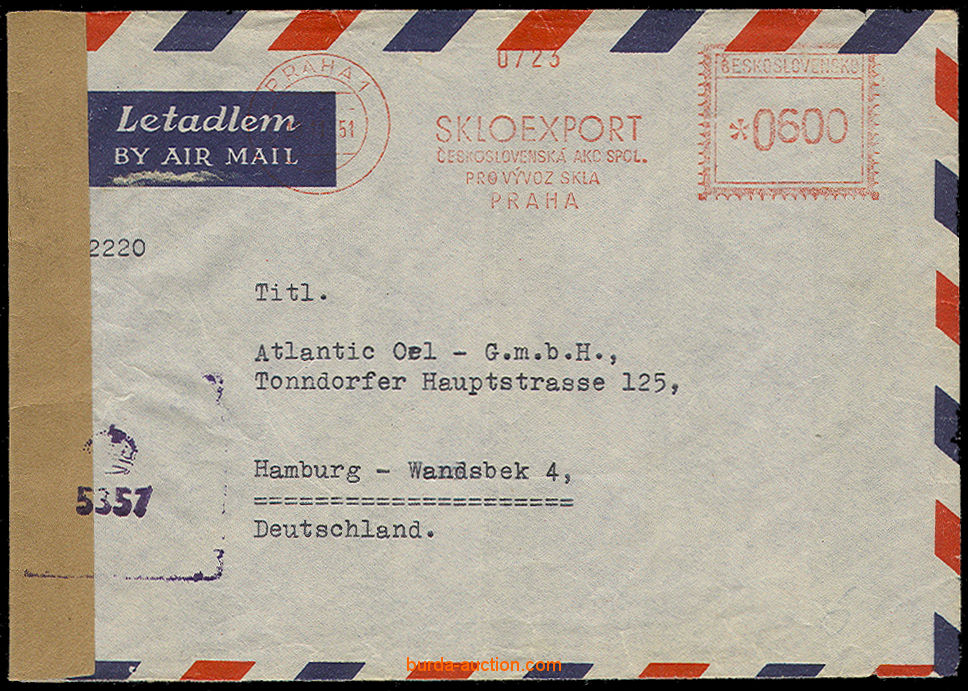 0723
PRAHA 1
51
ČESKOSLOVENSKO
*0600
Letadlem
BY AIR MAIL
SKLOEXPORT
ČESKOSLOVENSKÁ AKC SPOL.
PRO VÝVOZ SKLA
PRAHA
2220
Titl.
Atlantic Oel - G.m.b.H.,
Tonndorfer Hauptstrasse 125,
Hamburg - Wandsbek 4,
=====================
Deutschland.
5357
burda-auction.com